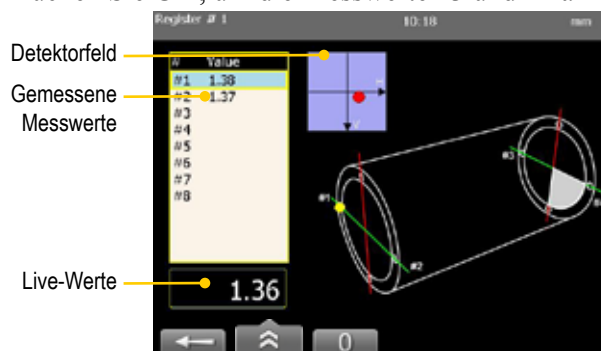 Register # 1 10:18 mm
Detektorfeld
# Value
#1 1.38
Gemessene
Messwerte
#2 1.37
#3
#4
#5
#6
#7
#8
#3
#1
#2
Live-Werte
1.36
0